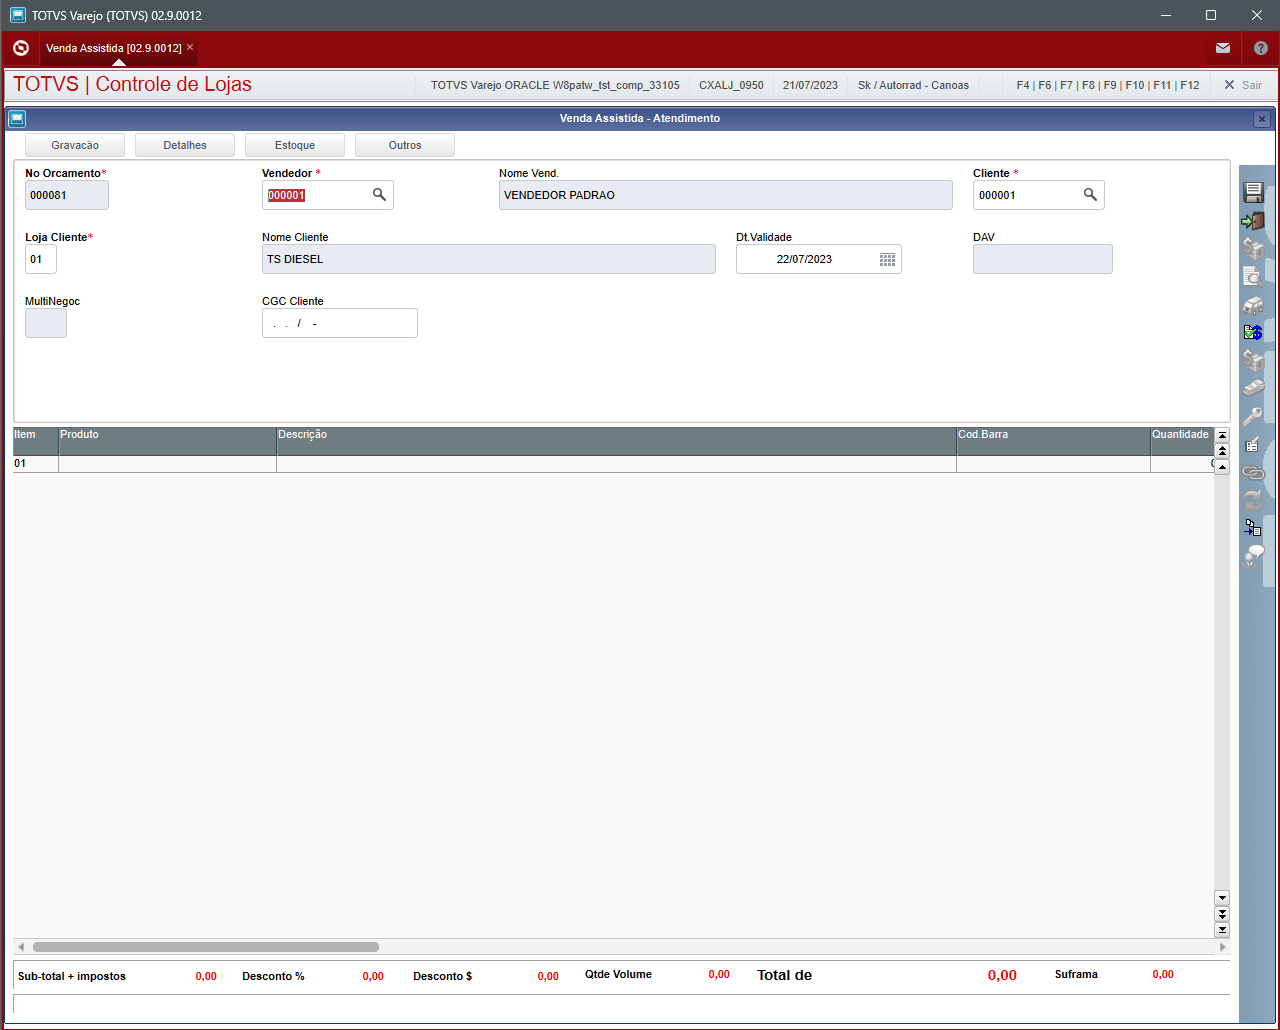 TOTVS Varejo (TOTVS) 02.9.0012
Venda Assistida [02.9.0012] ×
TOTVS | Controle de Lojas
TOTVS Varejo ORACLE W8patw_tst_comp_33105
CXALJ_0950
21/07/2023
Sk / Autorrad - Canoas
F4 | F6 | F7 | F8 | F9 | F10 | F11 | F12
Sair
Venda Assistida - Atendimento
Gravacão
Detalhes
Estoque
Outros
No Orcamento*
Vendedor *
Nome Vend.
Cliente *
000081
000001
VENDEDOR PADRAO
000001
Loja Cliente*
Nome Cliente
Dt.Validade
DAV
01
TS DIESEL
22/07/2023
MultiNegoc
CGC Cliente
. . / -
Item
Produto
Descrição
Cod.Barra
Quantidade
01
Sub-total + impostos
0,00
Desconto %
0,00
Desconto $
0,00
Qtde Volume
0,00
Total de
0,00
Suframa
0,00